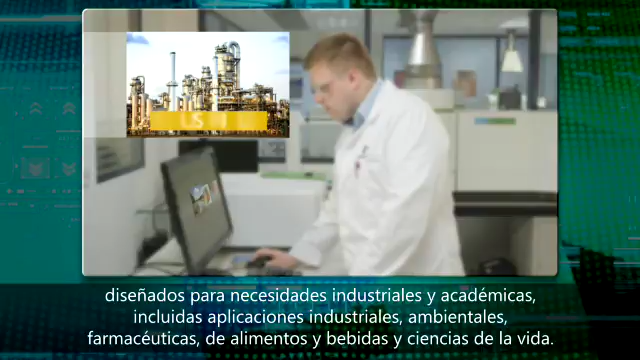 diseñados para necesidades industriales y académicas,
incluidas aplicaciones industriales, ambientales,
farmacéuticas, de alimentos y bebidas y ciencias de la vida.